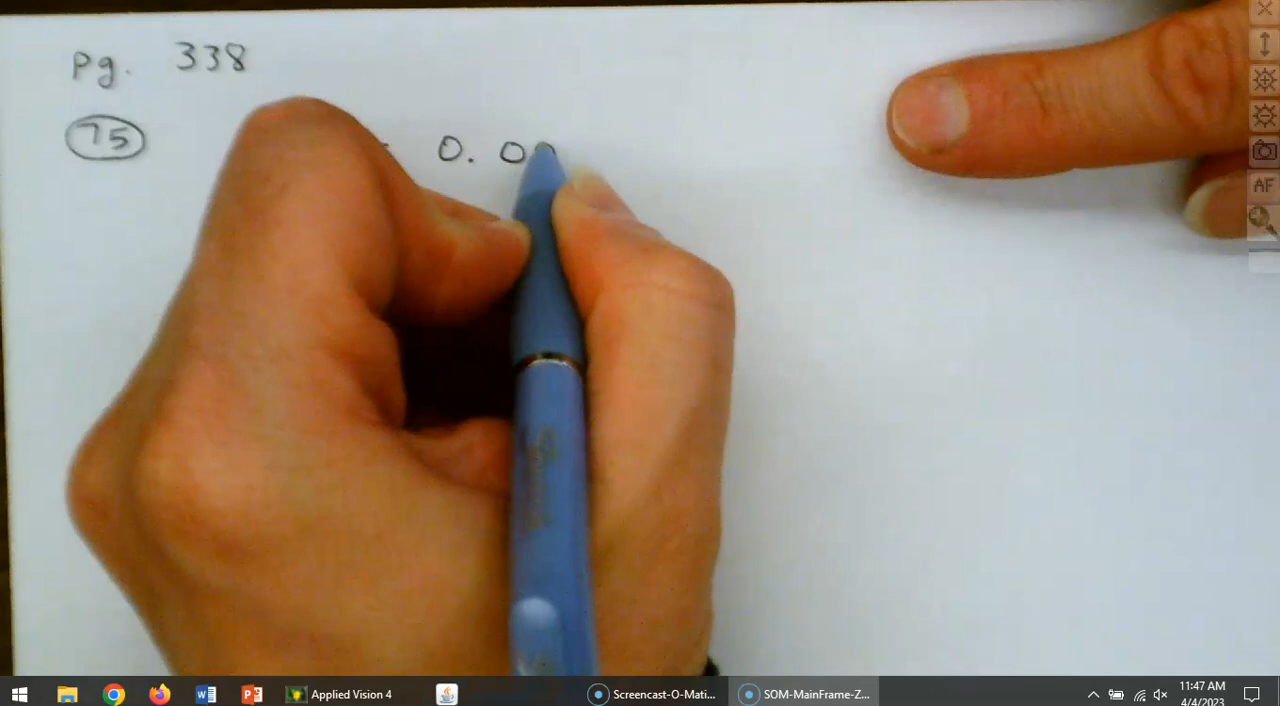 pg. 338
75
0. 0
AF
Applied Vision 4
Screencast-O-Mati...
SOM-MainFrame-Z...
11:47 AM
4/4/2023